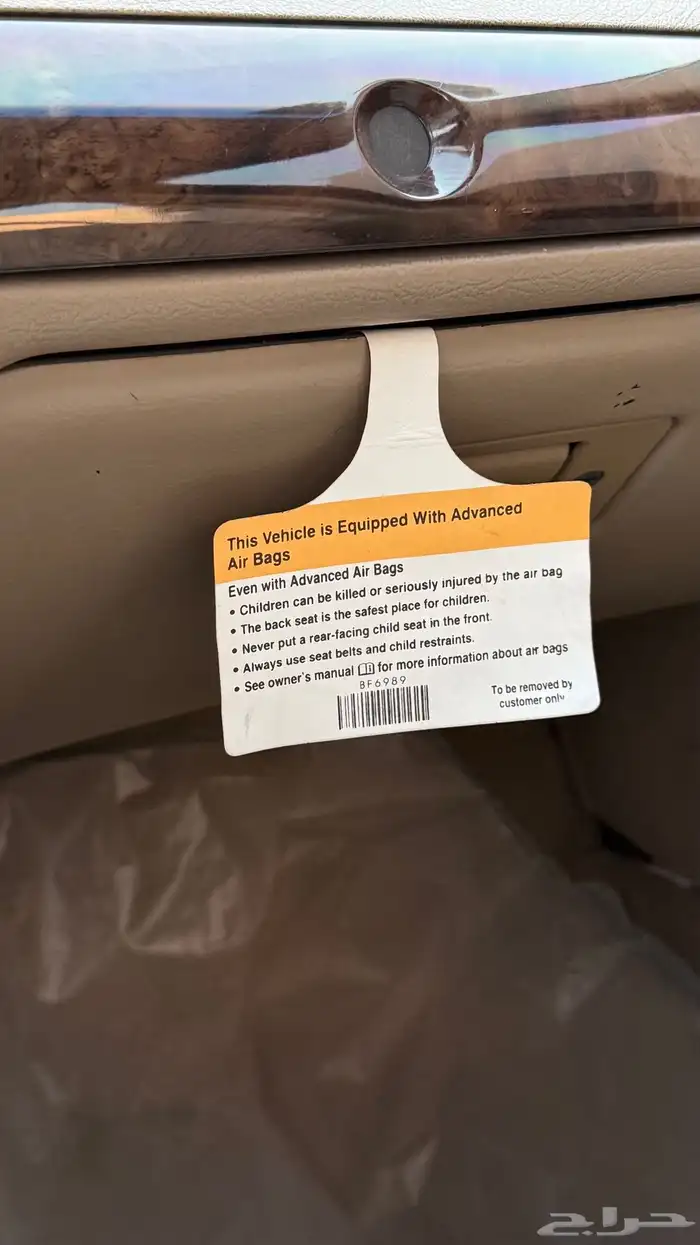 This Vehicle is Equipped With Advanced
Air Bags
Even with Advanced Air Bags
• Children can be killed or seriously injured by the air bag
• The back seat is the safest place for children.
• Never put a rear-facing child seat in the front.
• Always use seat belts and child restraints.
• See owner's manual for more information about air bags
BF6989
To be removed by
customer only
حراج